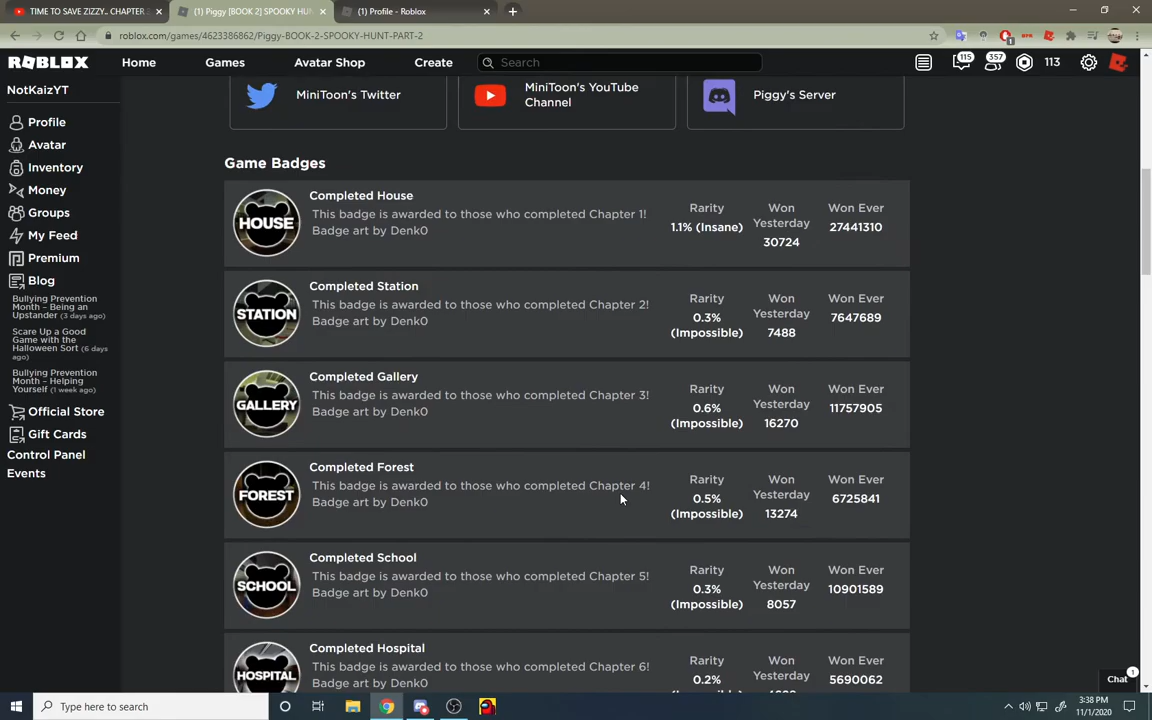 TIME TO SAVE ZIZZY.. CHAPTER
(1) Piggy [BOOK 2] SPOOKY HUN
(1) Profile - Roblox
roblox.com/games/4623386862/Piggy-BOOK-2-SPOOKY-HUNT-PART-2
1
ROBLOX
Home
Games
Avatar Shop
Create
Search
115
357
113
NotKaizYT
Profile
Avatar
Inventory
Money
Groups
My Feed
Premium
Blog
Bullying Prevention
Month – Being an
Upstander (3 days ago)
Scare Up a Good
Game with the
Halloween Sort (6 days
ago)
Bullying Prevention
Month – Helping
Yourself (1 week ago)
Official Store
Gift Cards
Control Panel
Events
MiniToon's Twitter
MiniToon's YouTube
Channel
Piggy's Server
Game Badges
HOUSE
Completed House
This badge is awarded to those who completed Chapter 1!
Badge art by Denk0
Rarity
1.1% (Insane)
Won
Yesterday
30724
Won Ever
27441310
STATION
Completed Station
This badge is awarded to those who completed Chapter 2!
Badge art by Denk0
Rarity
0.3%
(Impossible)
Won
Yesterday
7488
Won Ever
7647689
GALLERY
Completed Gallery
This badge is awarded to those who completed Chapter 3!
Badge art by Denk0
Rarity
0.6%
(Impossible)
Won
Yesterday
16270
Won Ever
11757905
FOREST
Completed Forest
This badge is awarded to those who completed Chapter 4!
Badge art by Denk0
Rarity
0.5%
(Impossible)
Won
Yesterday
13274
Won Ever
6725841
SCHOOL
Completed School
This badge is awarded to those who completed Chapter 5!
Badge art by Denk0
Rarity
0.3%
(Impossible)
Won
Yesterday
8057
Won Ever
10901589
HOSPITAL
Completed Hospital
This badge is awarded to those who completed Chapter 6!
Badge art by Denk0
Rarity
0.2%
Won
Yesterday
Won Ever
5690062
Chat
1
Type here to search
3:38 PM
11/1/2020